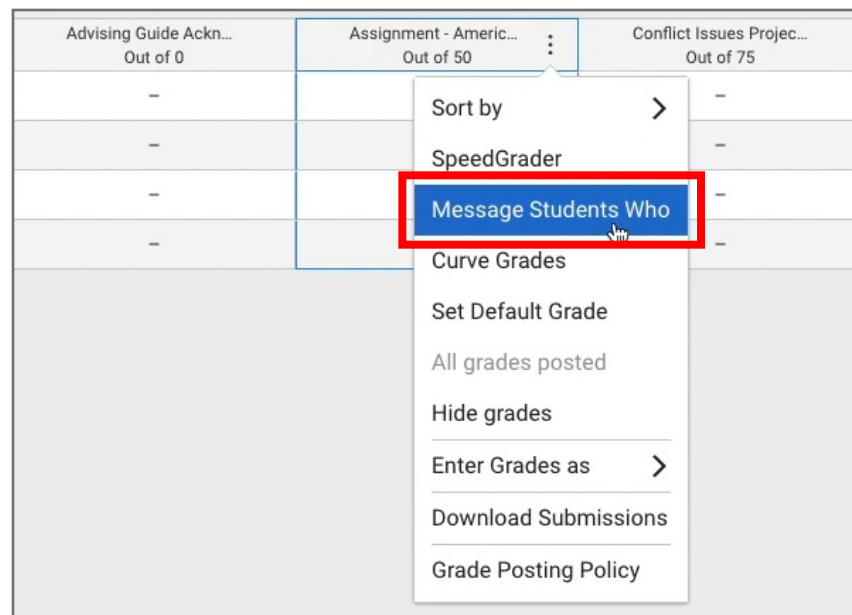 Advising Guide Ackn...
Out of 0
Assignment - Americ...
Out of 50
Conflict Issues Projec...
Out of 75
–
–
–
–
–
–
–
–
Sort by
SpeedGrader
Message Students Who
Curve Grades
Set Default Grade
All grades posted
Hide grades
Enter Grades as
Download Submissions
Grade Posting Policy